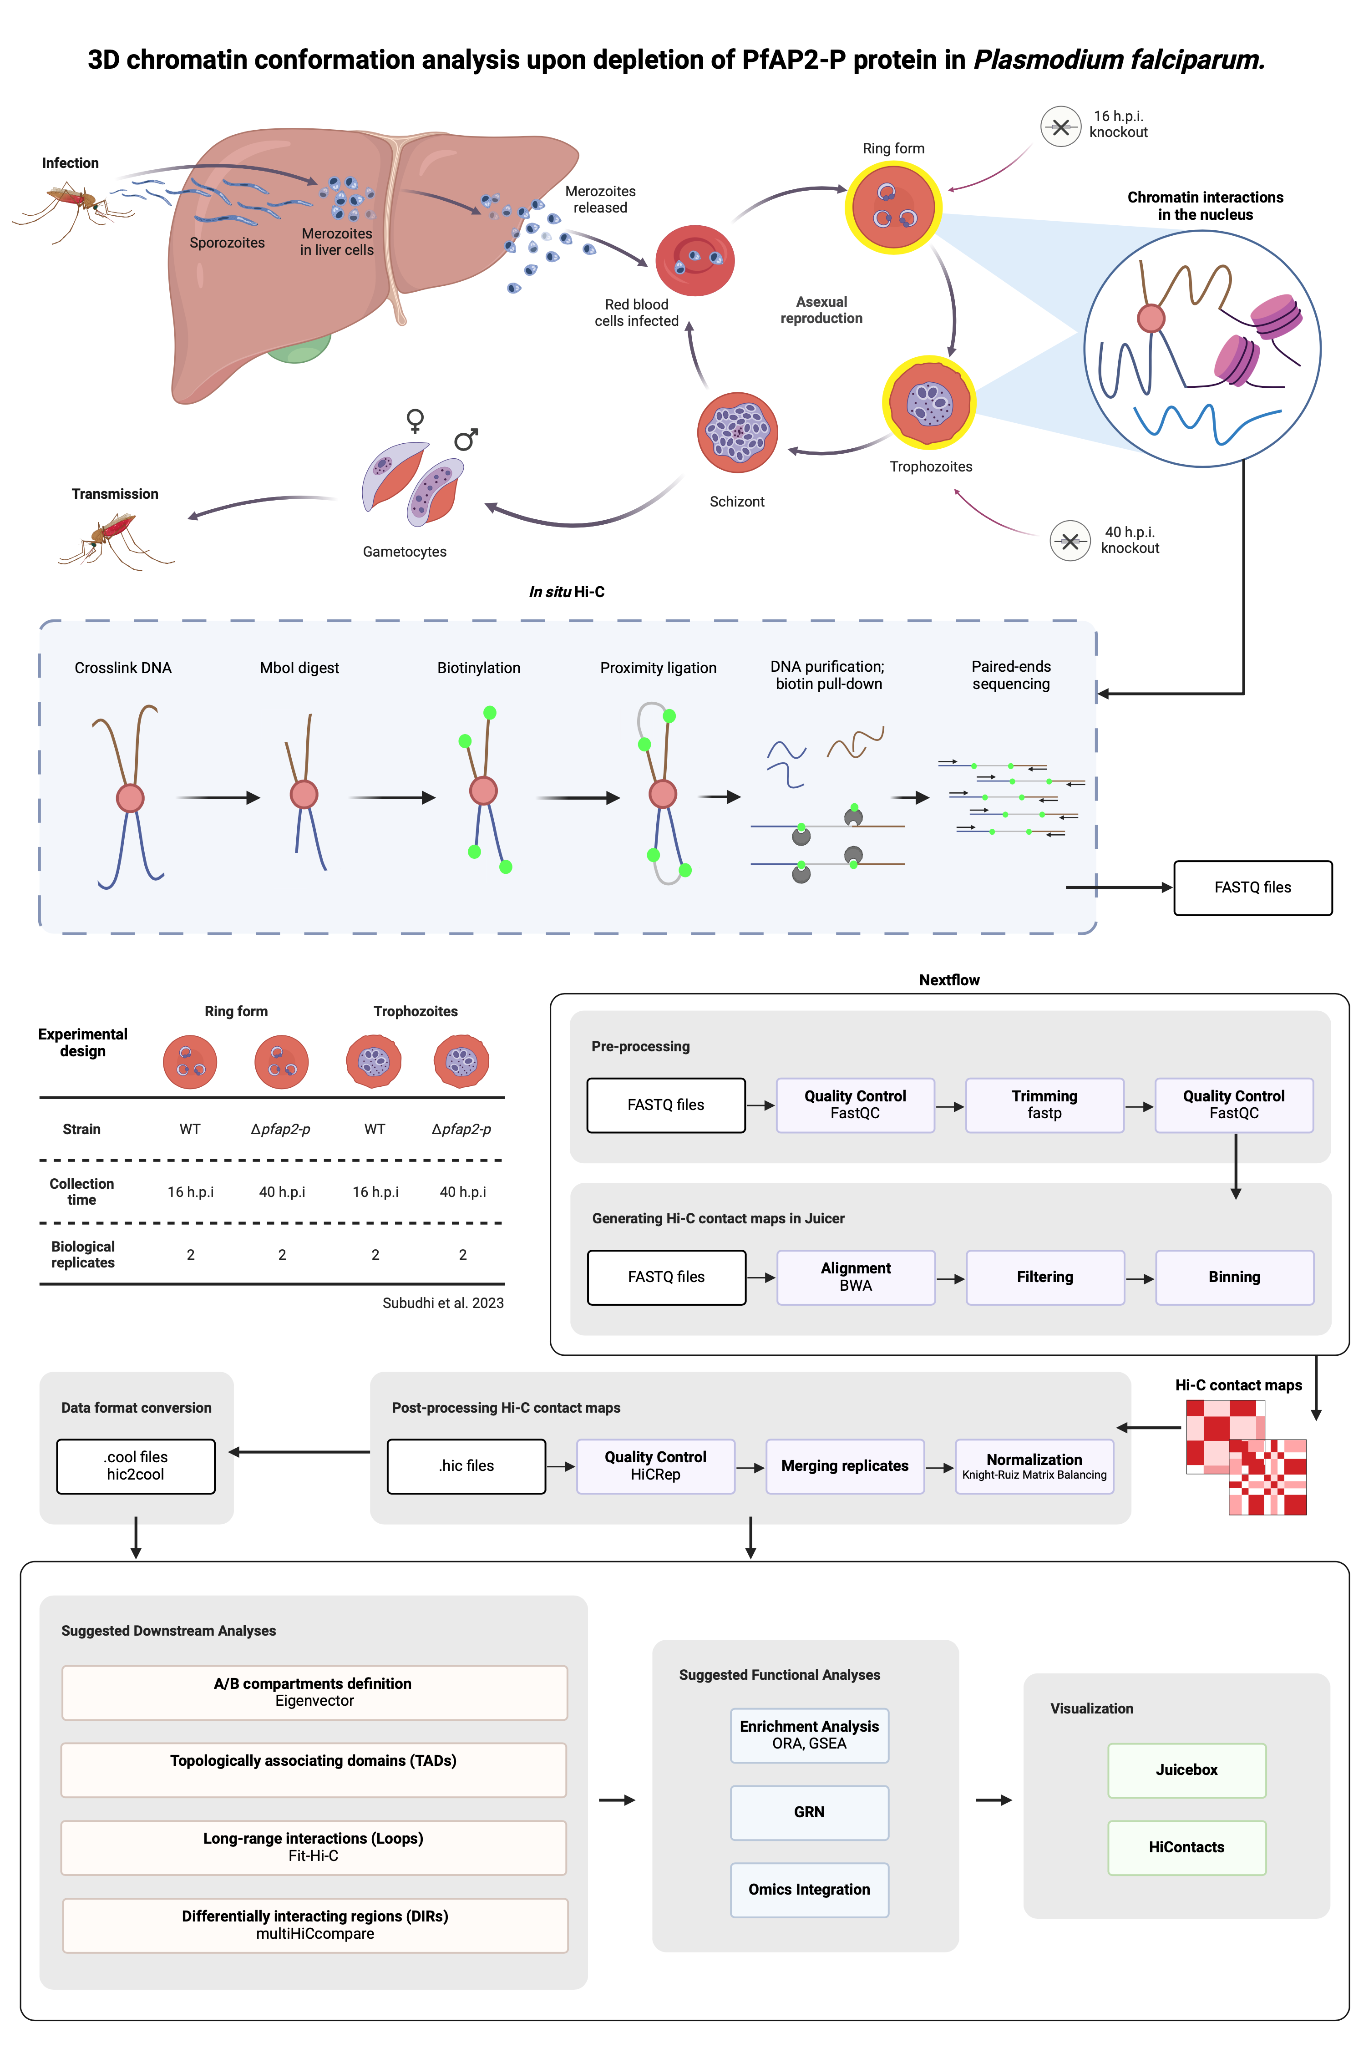 3D chromatin conformation analysis upon depletion of PfAP2-P protein in Plasmodium falciparum.
Infection
Sporozoites
Merozoites
in liver cells
Merozoites
released
Red blood
cells infected
Ring form
16 h.p.i.
knockout
Asexual
reproduction
Chromatin interactions
in the nucleus
Trophozoites
40 h.p.i.
knockout
Schizont
Gametocytes
♀
♂
Transmission
In situ Hi-C
Crosslink DNA
MboI digest
Biotinylation
Proximity ligation
DNA purification;
biotin pull-down
Paired-ends
sequencing
FASTQ files
Experimental
design
Ring form
Trophozoites
Strain
WT
Δpfap2-p
WT
Δpfap2-p
Collection
time
16 h.p.i
40 h.p.i
16 h.p.i
40 h.p.i
Biological
replicates
2
2
2
2
Subudhi et al. 2023
Nextflow
Pre-processing
FASTQ files
Quality Control
FastQC
Trimming
fastp
Quality Control
FastQC
Generating Hi-C contact maps in Juicer
FASTQ files
Alignment
BWA
Filtering
Binning
Hi-C contact maps
Post-processing Hi-C contact maps
.hic files
Quality Control
HiCRep
Merging replicates
Normalization
Knight-Ruiz Matrix Balancing
Data format conversion
.cool files
hic2cool
Suggested Downstream Analyses
A/B compartments definition
Eigenvector
Topologically associating domains (TADs)
Long-range interactions (Loops)
Fit-Hi-C
Differentially interacting regions (DIRs)
multiHiCcompare
Suggested Functional Analyses
Enrichment Analysis
ORA, GSEA
GRN
Omics Integration
Visualization
Juicebox
HiContacts